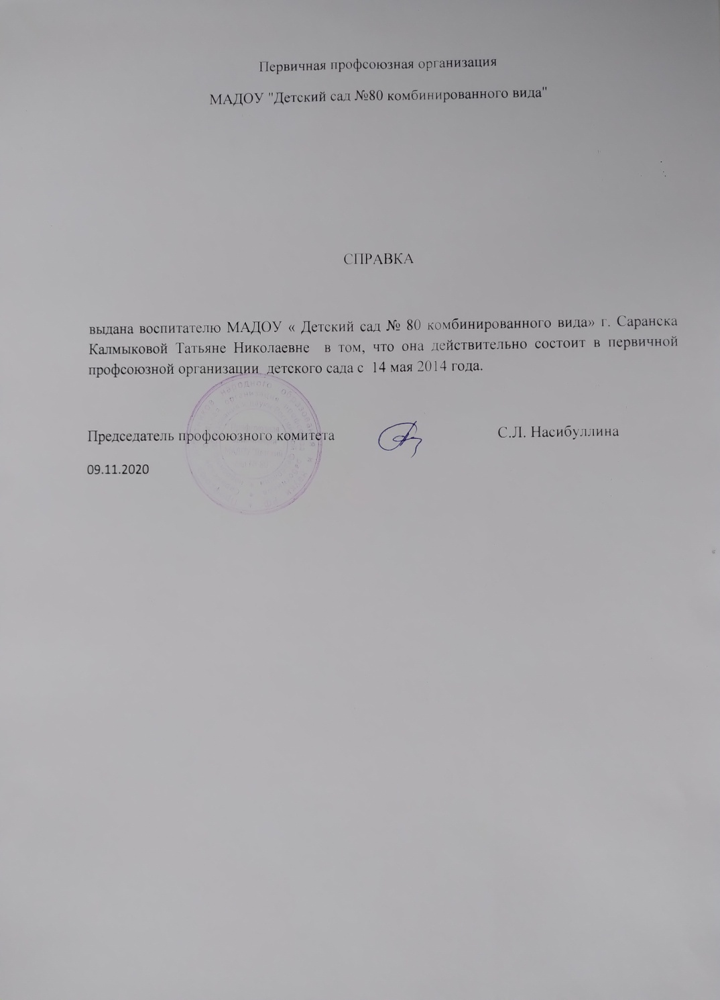 Первичная профсоюзная организация
МАДОУ "Детский сад №80 комбинированного вида"
СПРАВКА
выдана воспитателю МАДОУ « Детский сад № 80 комбинированного вида» г. Саранска
Калмыковой Татьяне Николаевне в том, что она действительно состоит в первичной
профсоюзной организации детского сада с 14 мая 2014 года.
Председатель профсоюзного комитета С.Л. Насибуллина
09.11.2020
народного образования